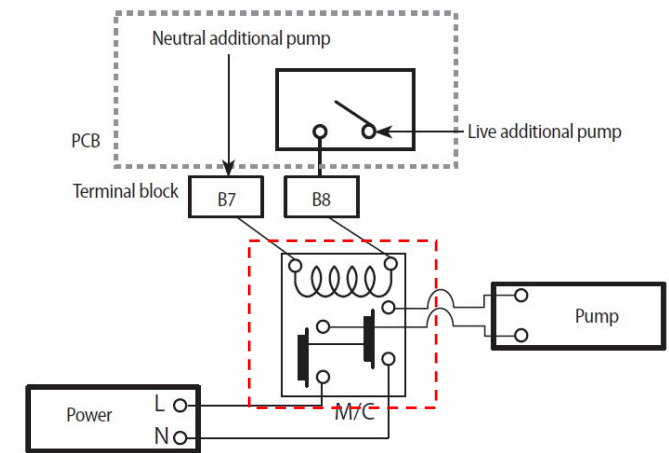 Neutral additional pump
Live additional pump
PCB
Terminal block
B7
B8
Pump
M/C
Power
L
N